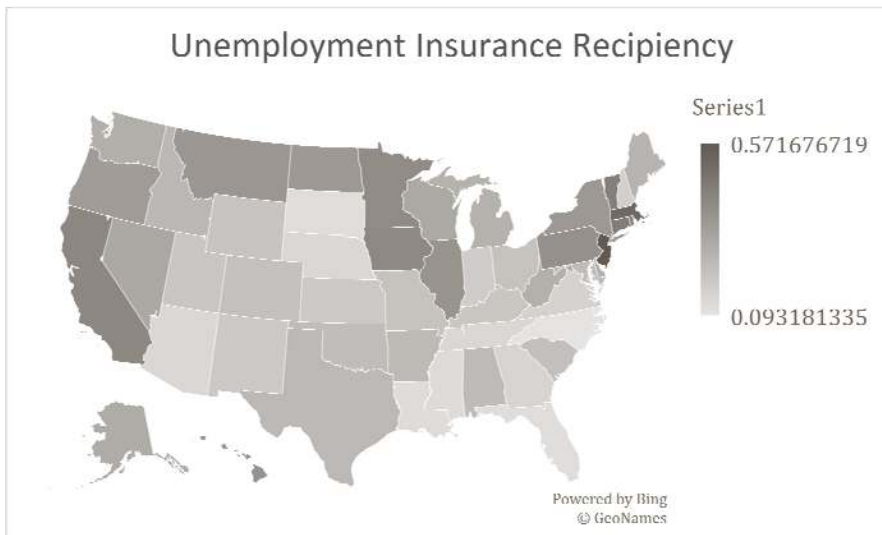 Unemployment Insurance Recipiency
Series1
0.571676719
0.093181335
Powered by Bing
© GeoNames